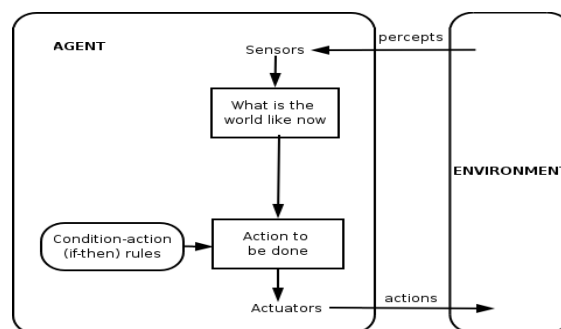 AGENT
Sensors
percepts
What is the
world like now
ENVIRONMENT
Condition-action
(if-then) rules
Action to
be done
Actuators
actions